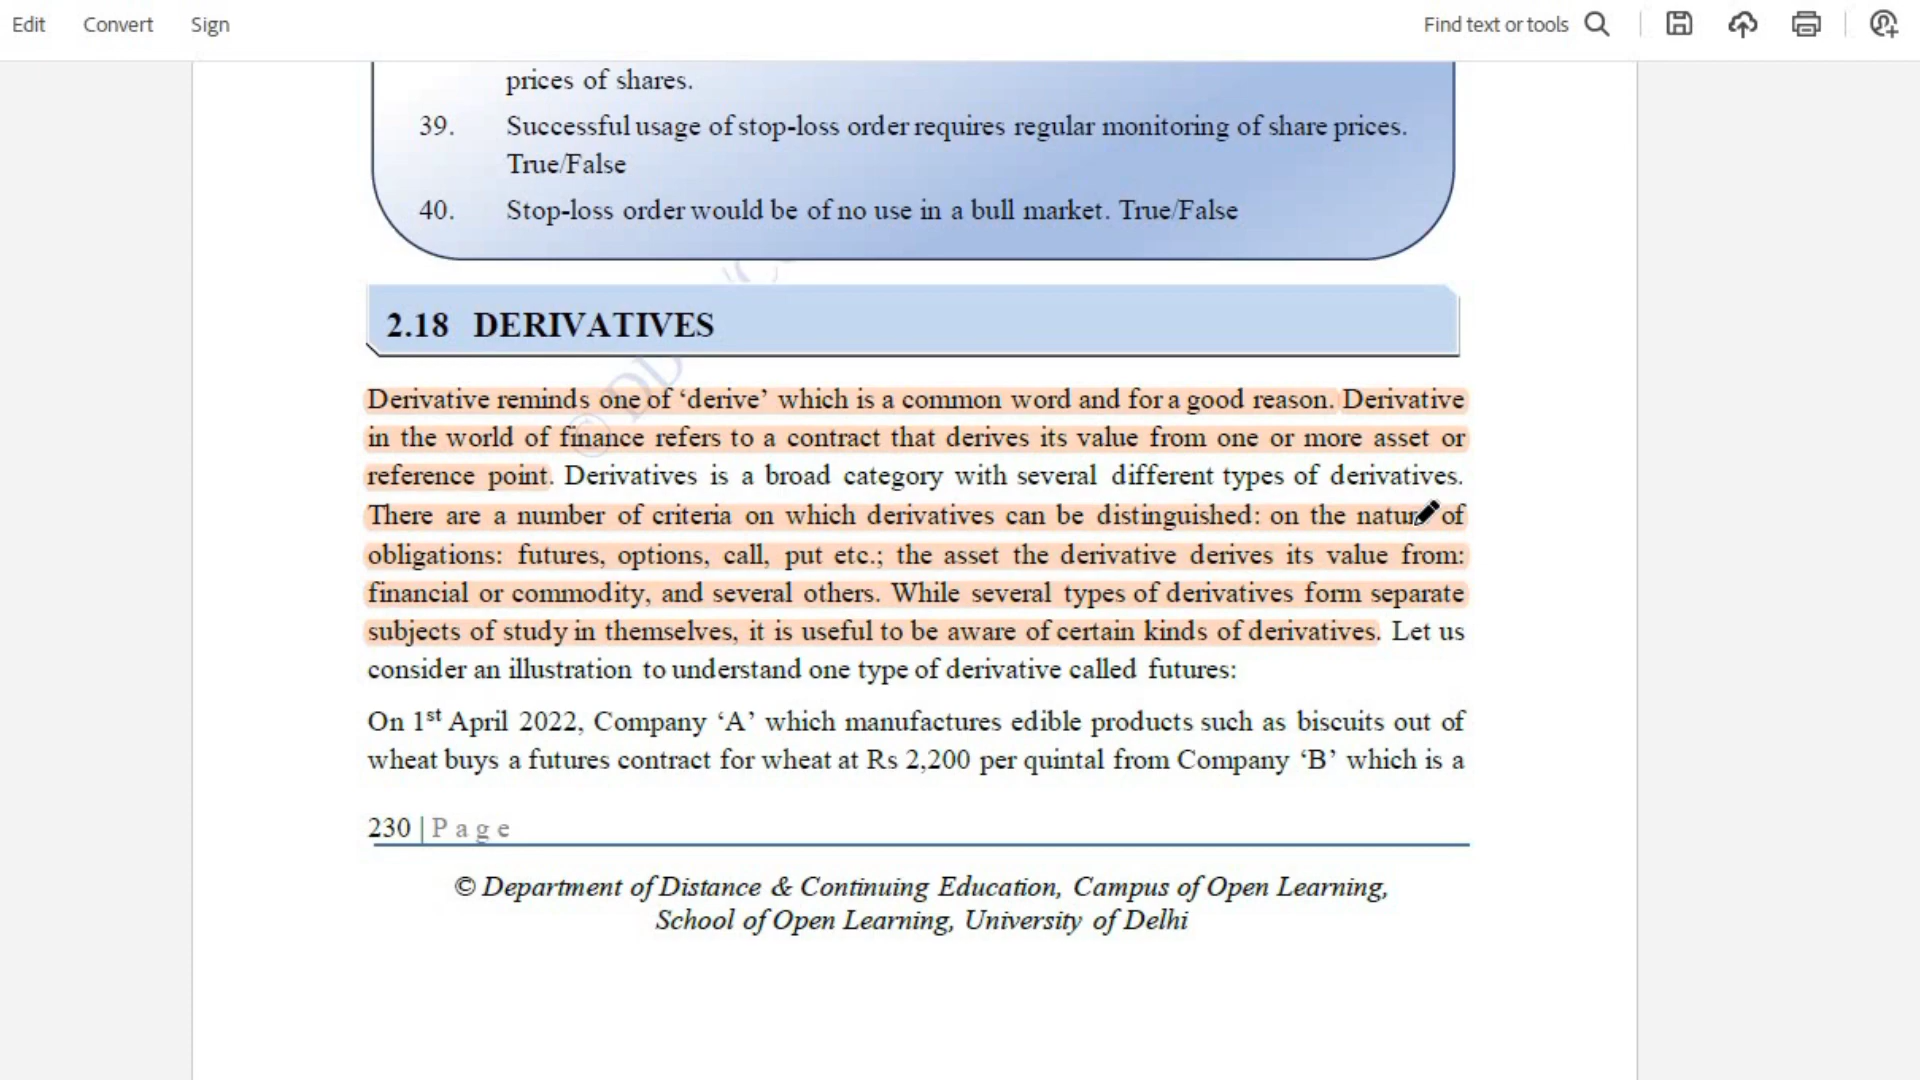 Edit Convert Sign Find text or tools
prices of shares.
39. Successful usage of stop-loss order requires regular monitoring of share prices.
True/False
40. Stop-loss order would be of no use in a bull market. True/False
2.18 DERIVATIVES
Derivative reminds one of ‘derive’ which is a common word and for a good reason. Derivative
in the world of finance refers to a contract that derives its value from one or more asset or
reference point. Derivatives is a broad category with several different types of derivatives.
There are a number of criteria on which derivatives can be distinguished: on the nature of
obligations: futures, options, call, put etc.; the asset the derivative derives its value from:
financial or commodity, and several others. While several types of derivatives form separate
subjects of study in themselves, it is useful to be aware of certain kinds of derivatives. Let us
consider an illustration to understand one type of derivative called futures:
On 1st April 2022, Company ‘A’ which manufactures edible products such as biscuits out of
wheat buys a futures contract for wheat at Rs 2,200 per quintal from Company ‘B’ which is a
230 | Page
© Department of Distance & Continuing Education, Campus of Open Learning,
School of Open Learning, University of Delhi